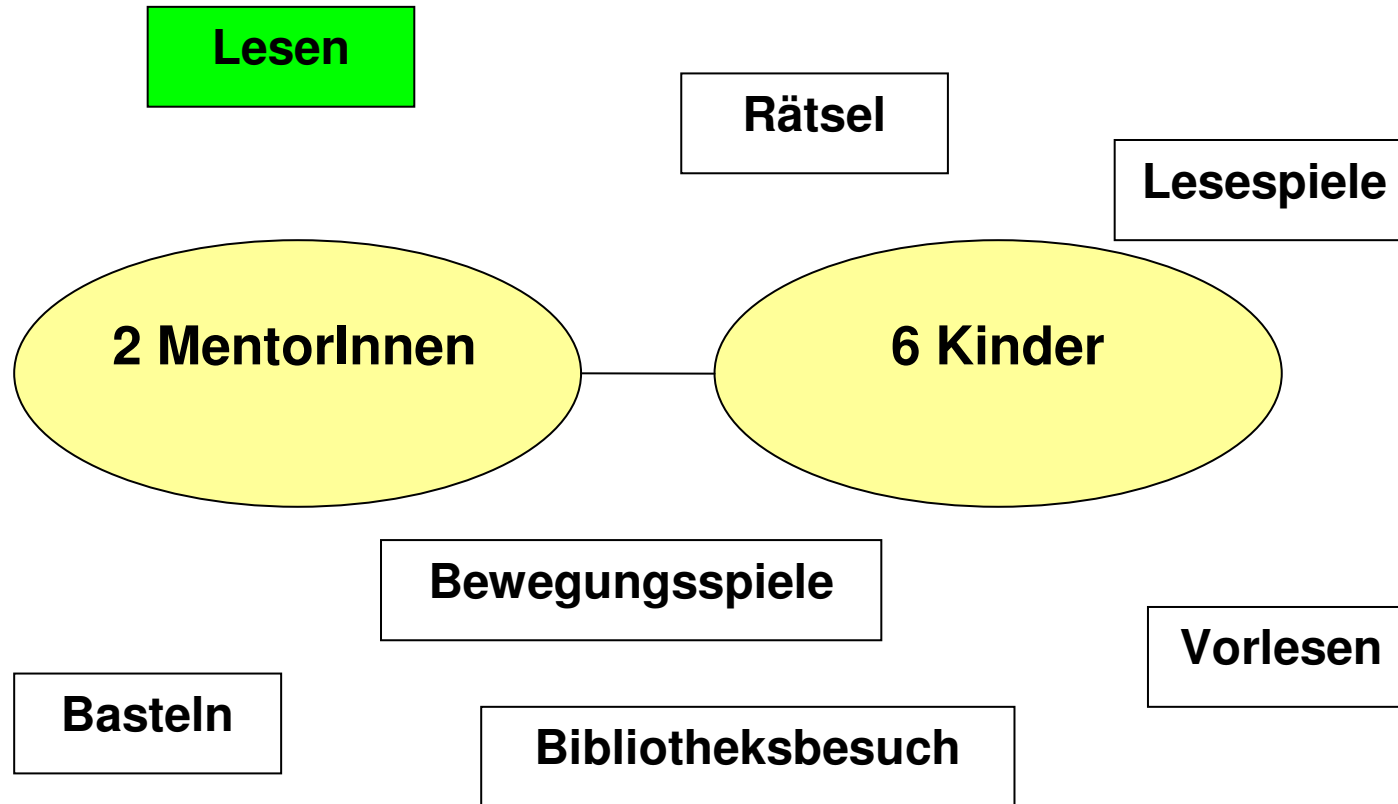 Lesen
Rätsel
Lesespiele
2 MentorInnen
6 Kinder
Bewegungsspiele
Vorlesen
Basteln
Bibliotheksbesuch